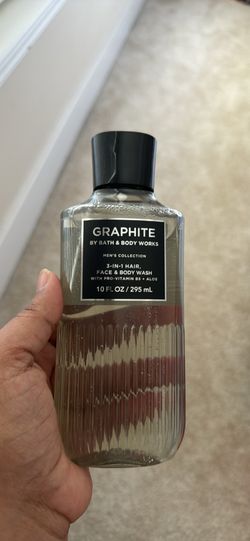 GRAPHITE
BY BATH & BODY WORKS
MEN'S COLLECTION
3-IN-1 HAIR,
FACE & BODY WASH
WITH PRO-VITAMIN B5 + ALOE
10 FL OZ / 295 mL